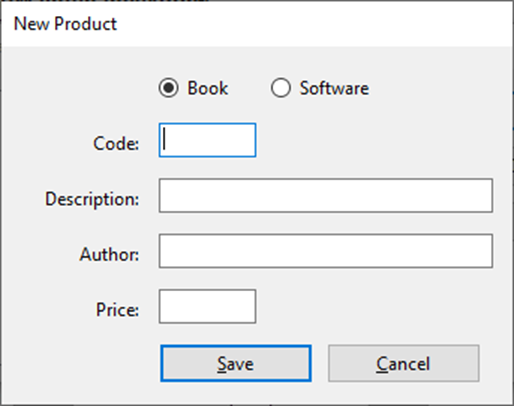 New Product
Book Software
Code:
Description:
Author:
Price:
Save Cancel